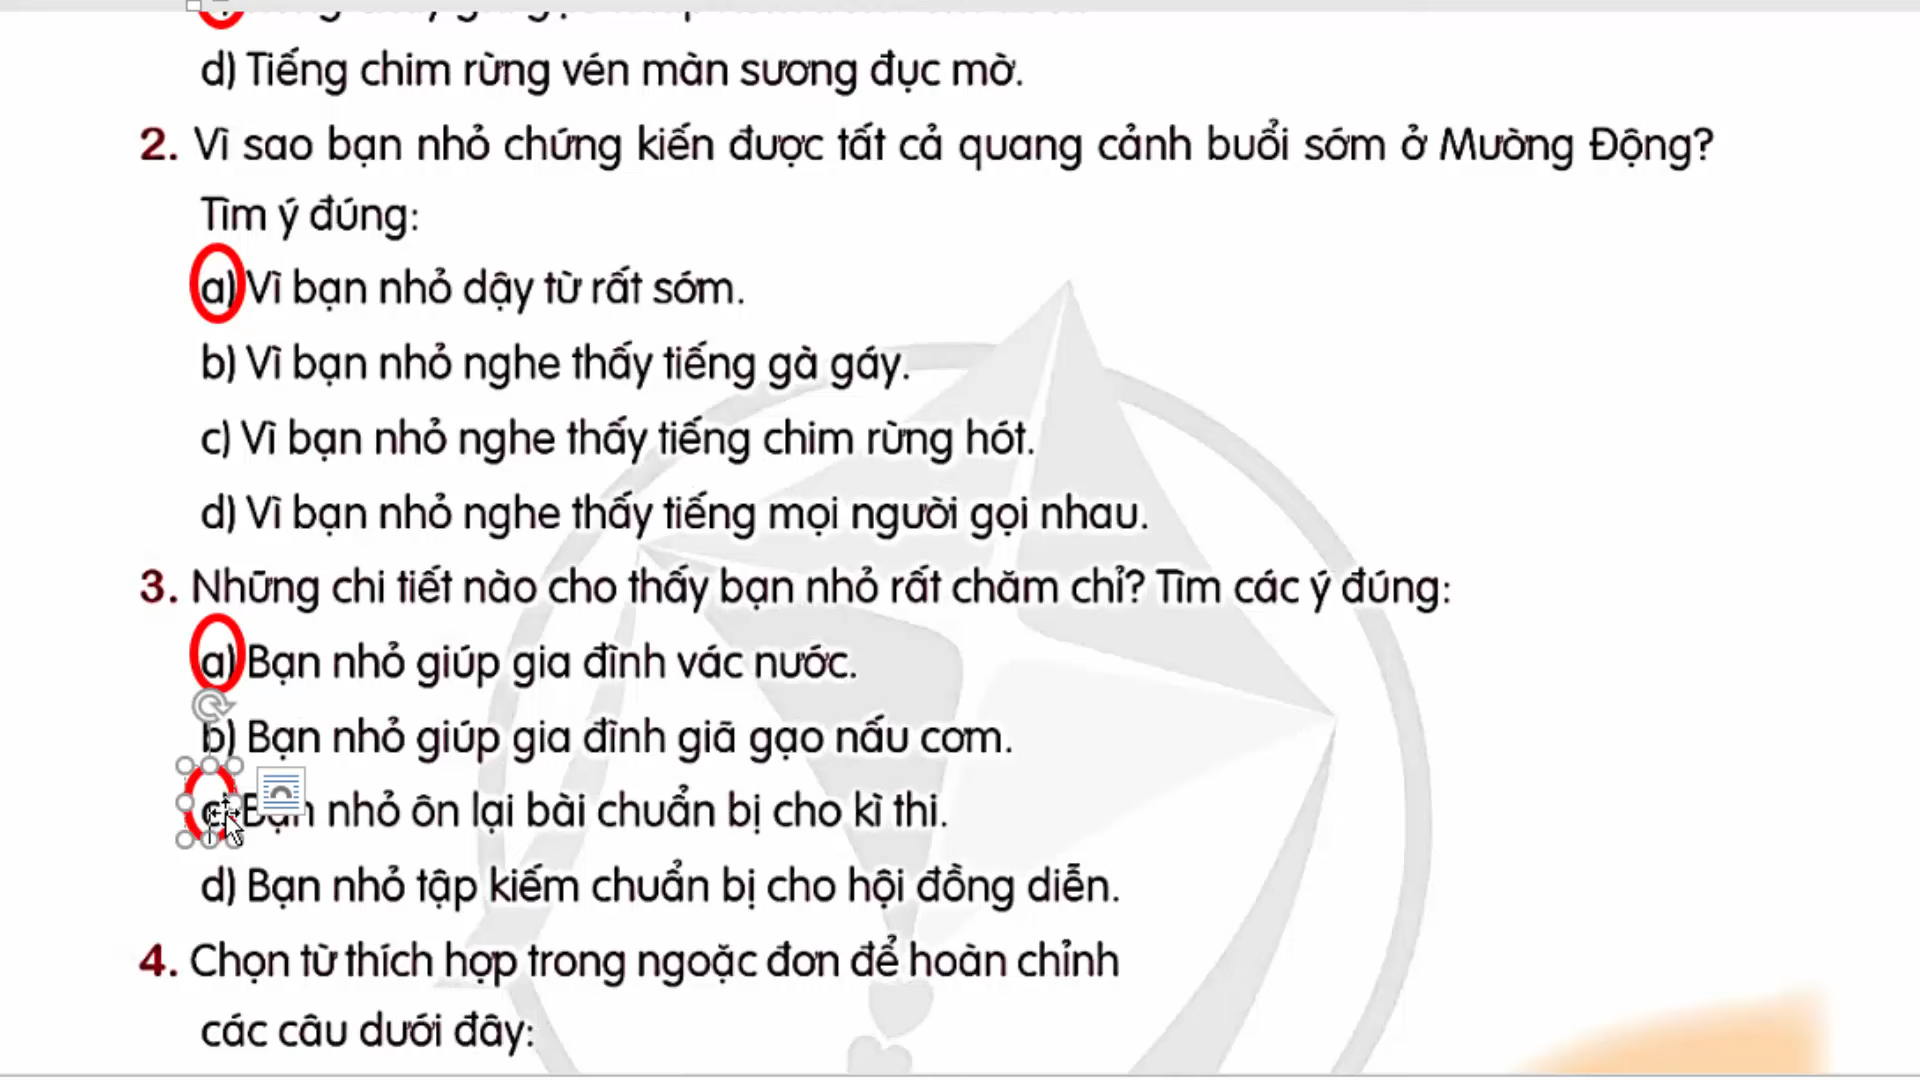 d) Tiếng chim rừng vén màn sương đục mờ.
2. Vì sao bạn nhỏ chứng kiến được tất cả quang cảnh buổi sớm ở Mường Động?
Tìm ý đúng:
a) Vì bạn nhỏ dậy từ rất sớm.
b) Vì bạn nhỏ nghe thấy tiếng gà gáy.
c) Vì bạn nhỏ nghe thấy tiếng chim rừng hót.
d) Vì bạn nhỏ nghe thấy tiếng mọi người gọi nhau.
3. Những chi tiết nào cho thấy bạn nhỏ rất chăm chỉ? Tìm các ý đúng:
a) Bạn nhỏ giúp gia đình vác nước.
b) Bạn nhỏ giúp gia đình giã gạo nấu cơm.
c) Bạn nhỏ ôn lại bài chuẩn bị cho kì thi.
d) Bạn nhỏ tập kiếm chuẩn bị cho hội đồng diễn.
4. Chọn từ thích hợp trong ngoặc đơn để hoàn chỉnh
các câu dưới đây: